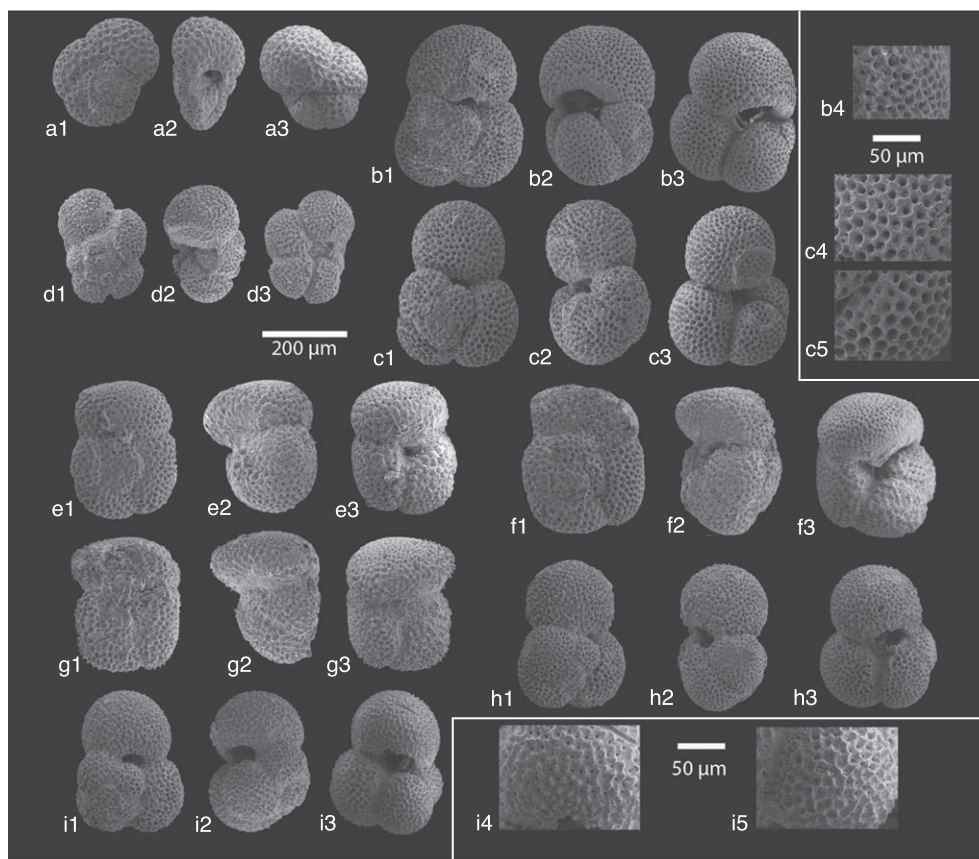 a1 a2 a3
b1 b2 b3
b4
50 µm
c4
c5
d1 d2 d3
200 µm
c1 c2 c3
e1 e2 e3
f1 f2 f3
g1 g2 g3
h1 h2 h3
i1 i2 i3
i4
50 µm
i5